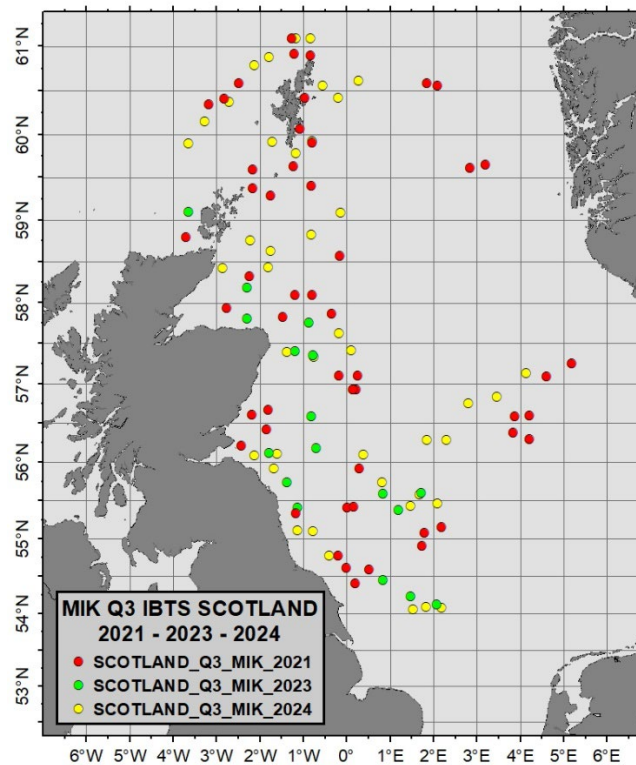 61°N
60°N
59°N
58°N
57°N
56°N
55°N
54°N
53°N
MIK Q3 IBTS SCOTLAND
2021 - 2023 - 2024
SCOTLAND_Q3_MIK_2021
SCOTLAND_Q3_MIK_2023
SCOTLAND_Q3_MIK_2024
6°W 5°W 4°W 3°W 2°W 1°W 0° 1°E 2°E 3°E 4°E 5°E 6°E